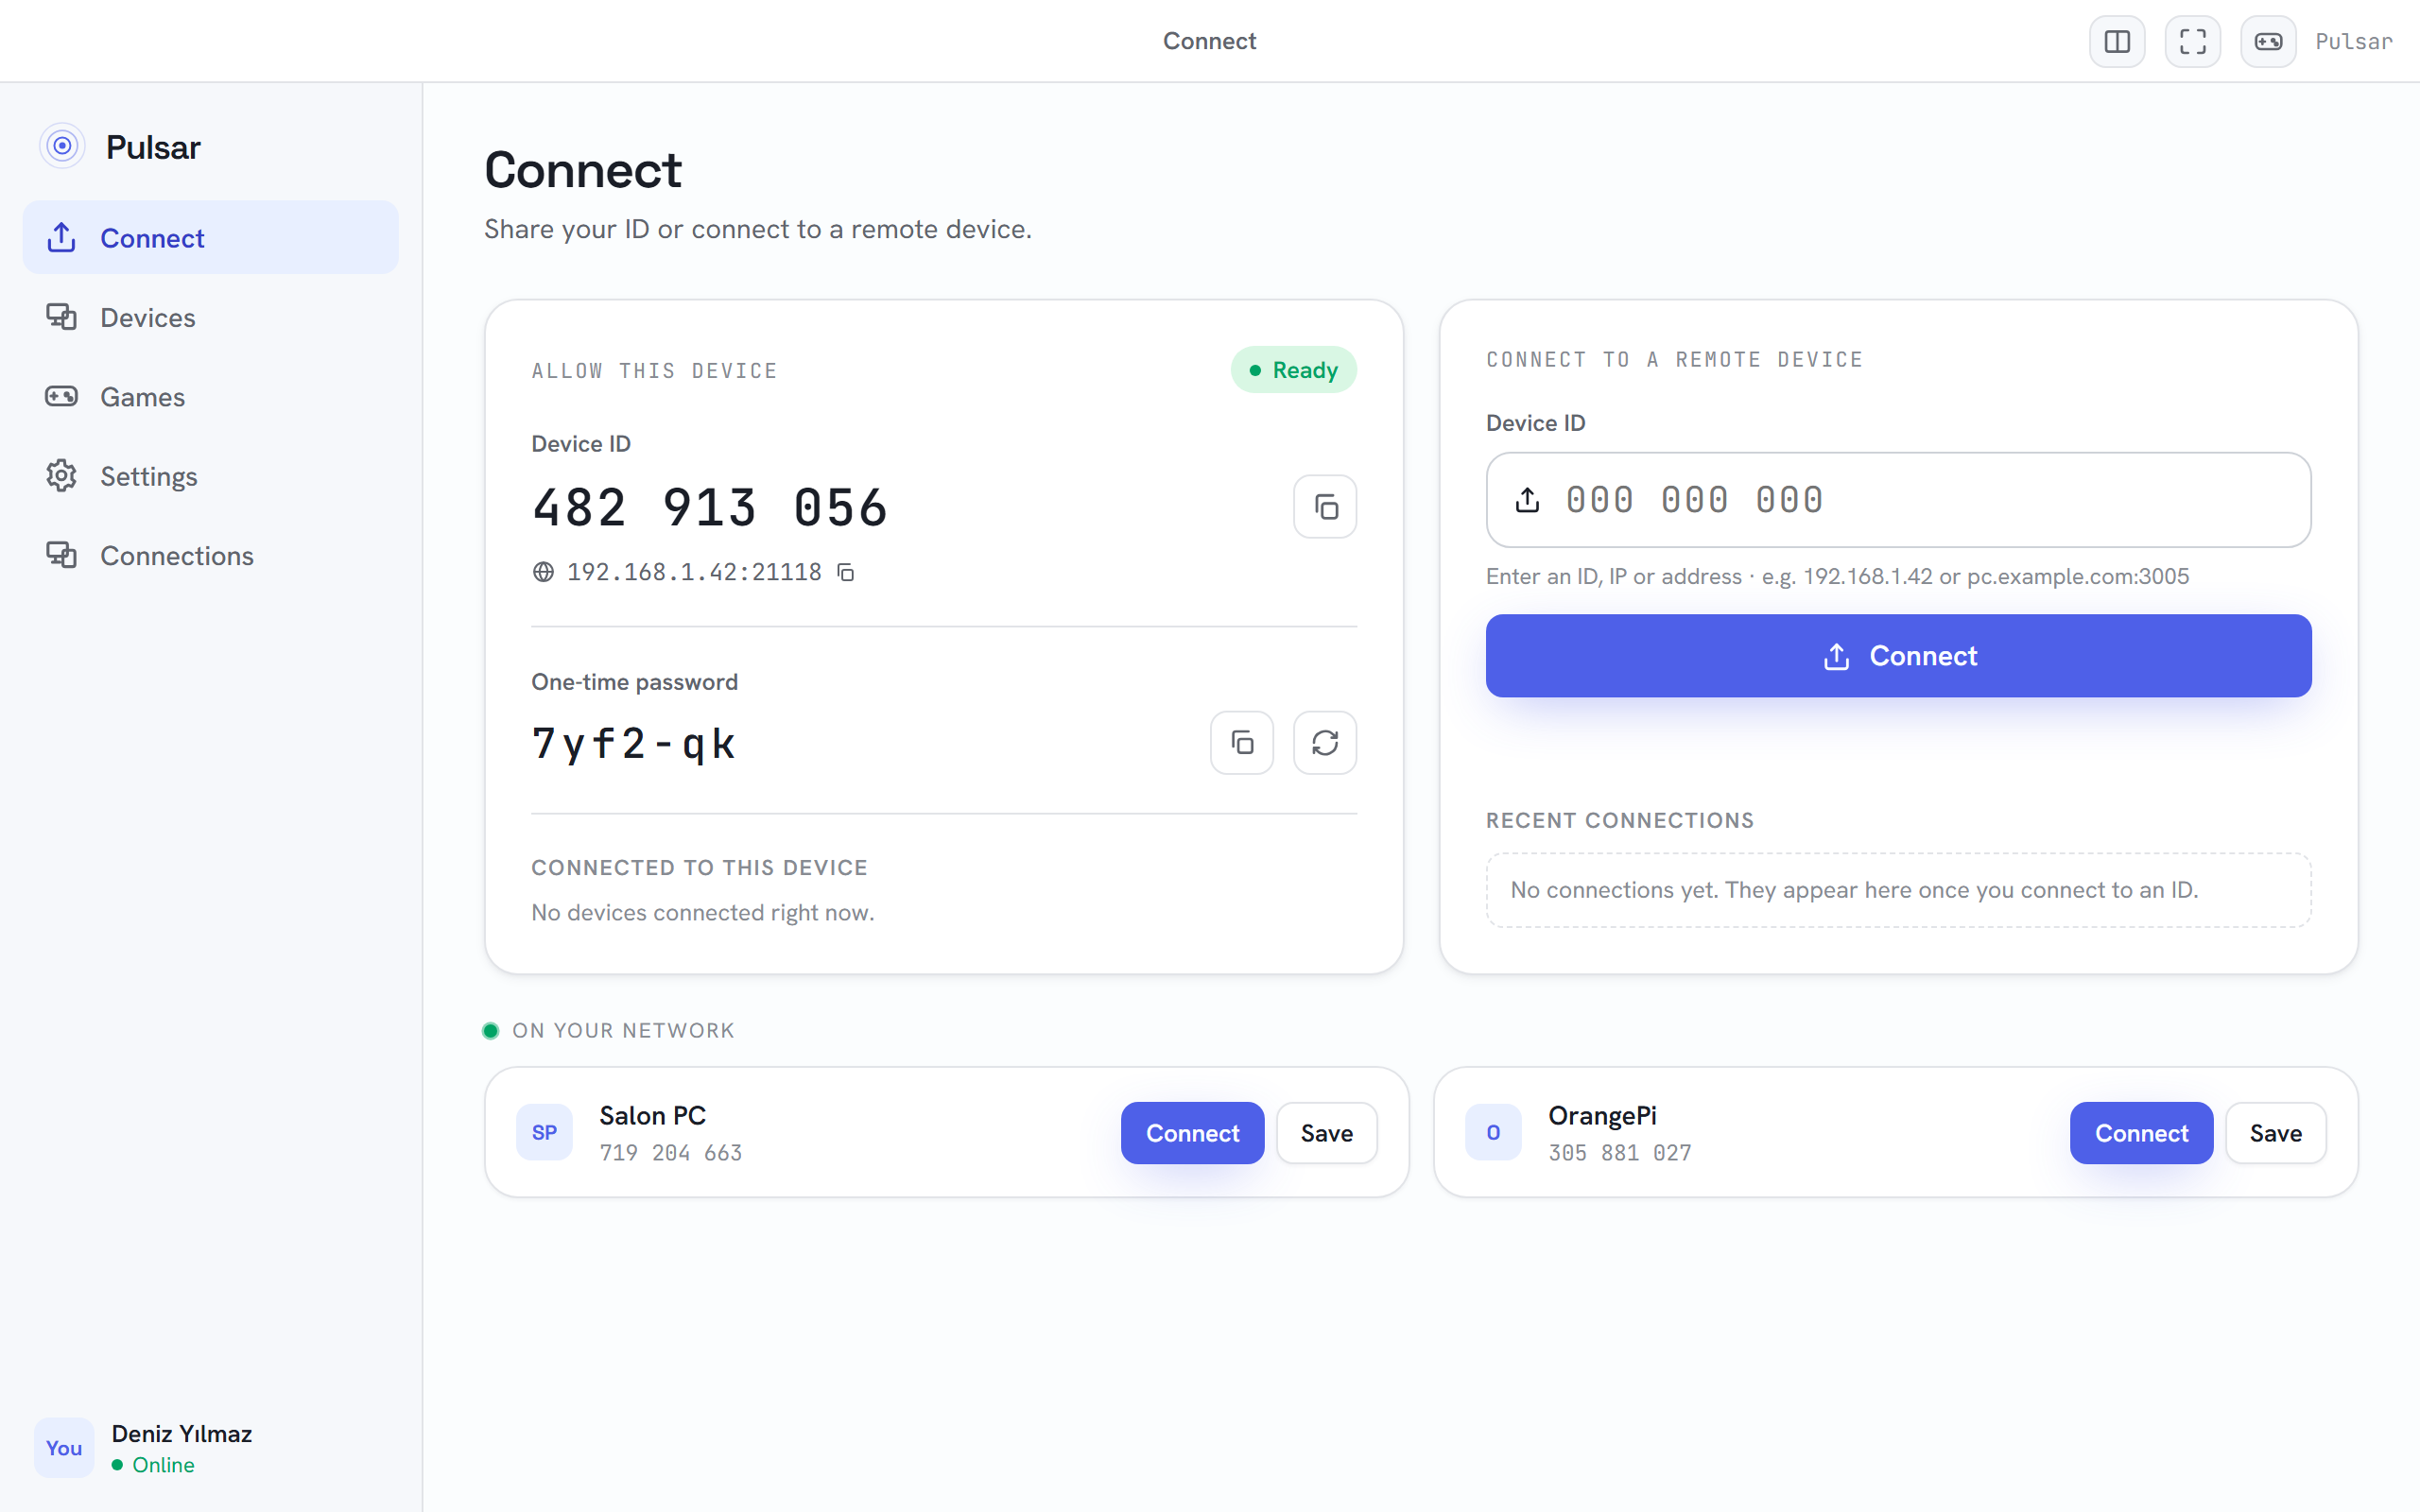 Connect
Pulsar
Pulsar
Connect
Devices
Games
Settings
Connections
You
Deniz Yılmaz
Online
Connect
Share your ID or connect to a remote device.
ALLOW THIS DEVICE
Ready
Device ID
482 913 056
192.168.1.42:21118
One-time password
7yf2-qk
CONNECTED TO THIS DEVICE
No devices connected right now.
CONNECT TO A REMOTE DEVICE
Device ID
000 000 000
Enter an ID, IP or address · e.g. 192.168.1.42 or pc.example.com:3005
Connect
RECENT CONNECTIONS
No connections yet. They appear here once you connect to an ID.
ON YOUR NETWORK
SP
Salon PC
719 204 663
Connect
Save
O
OrangePi
305 881 027
Connect
Save